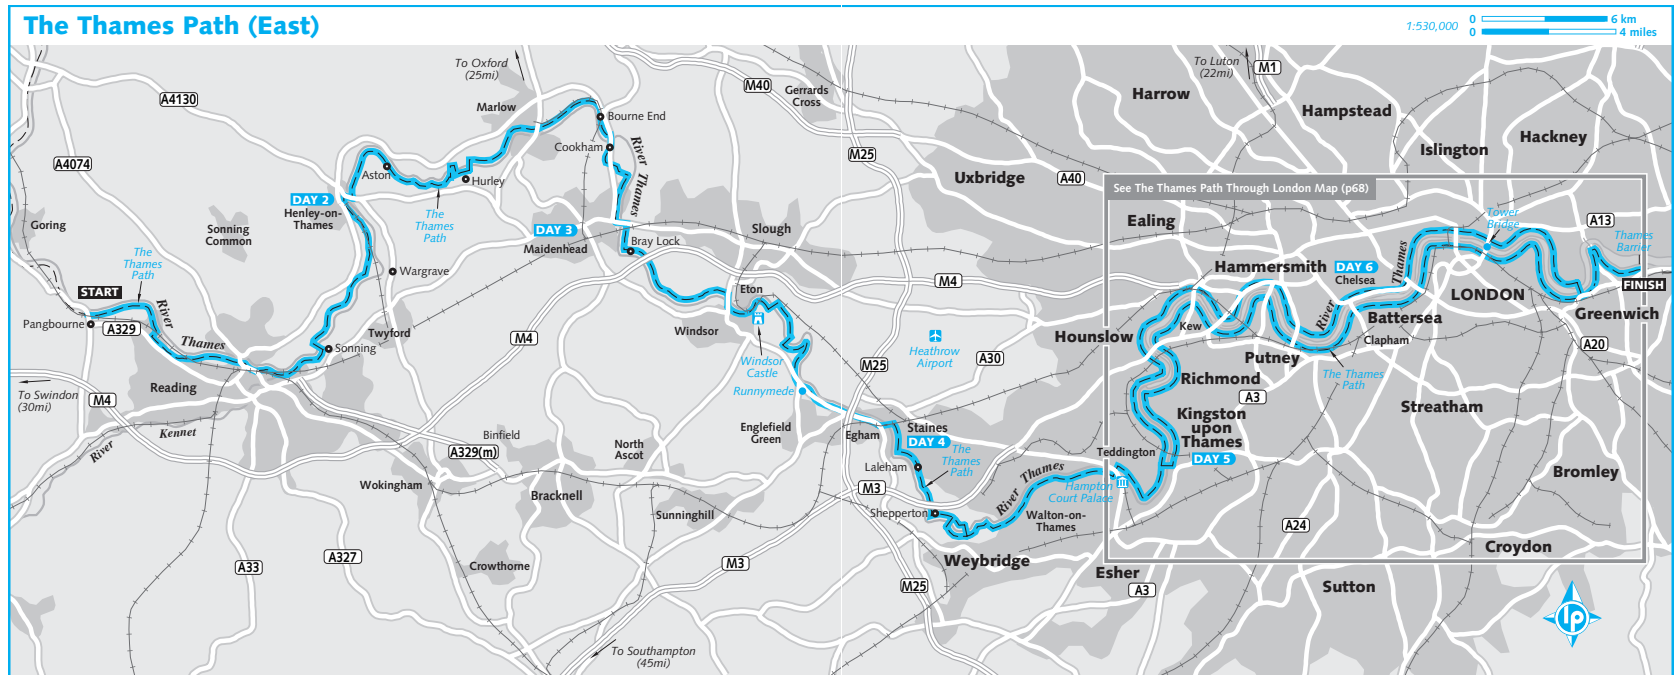 The Thames Path (East)
1:530,000
0
6 km
0
4 miles
To Oxford
(25mi)
To Luton
(22mi)
M1
A4130
Marlow
M40
Gerrards
Cross
Harrow
Hampstead
Bourne End
Hackney
A4074
Aston
Hurley
Cookham
River
Thames
M25
Islington
Uxbridge
A40
See The Thames Path Through London Map (p68)
DAY 2
Henley-on-
Thames
The
Thames
Path
DAY 3
Maidenhead
Bray Lock
Slough
Ealing
Tower
Bridge
A13
Thames
Barrier
Goring
Sonning
Common
The
Thames
Path
Wargrave
M4
Hammersmith
DAY 6
Chelsea
Thames
START
Eton
LONDON
FINISH
Pangbourne
A329
River
Thames
Twyford
Windsor
Hounslow
Kew
River
Battersea
Greenwich
Sonning
M4
Windsor
Castle
Heathrow
Airport
A30
Putney
Clapham
A20
Reading
M25
Runnymede
Richmond
The Thames
Path
To Swindon
(30mi)
M4
A3
Streatham
River
Kennet
Binfield
A329(m)
North
Ascot
Englefield
Green
Egham
Staines
DAY 4
Kingston
upon
Thames
DAY 5
Laleham
The
Thames
Path
Teddington
Bromley
Wokingham
Bracknell
Sunninghill
M3
Shepperton
River Thames
Hampton
Court Palace
Walton-on-
Thames
A24
Croydon
A33
A327
Crowthorne
M3
M25
Weybridge
Esher
A3
Sutton
To Southampton
(45mi)
lp